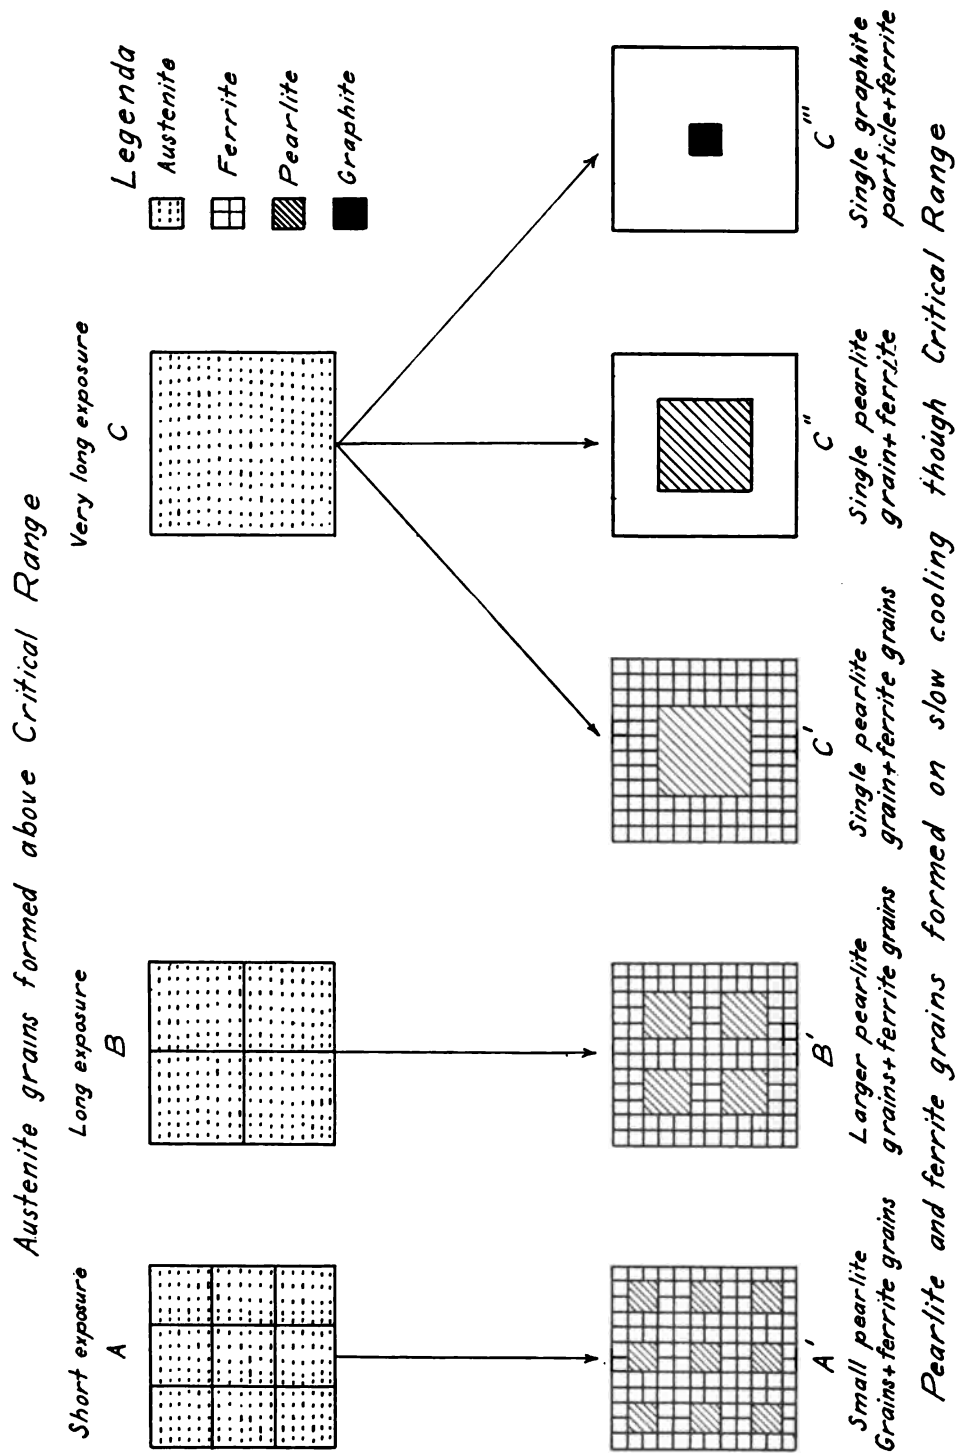 Austenite grains formed above Critical Range
Short exposure
A
Long exposure
B
Very long exposure
C
Legenda
Austenite
Ferrite
Pearlite
Graphite
A'
Small pearlite
Grains+ferrite grains
B'
Larger pearlite
grains+ferrite grains
C'
Single pearlite
grain+ferrite grains
C''
Single pearlite
grain+ferrite
C'''
Single graphite
particle+ferrite
Pearlite and ferrite grains formed on slow cooling though Critical Range